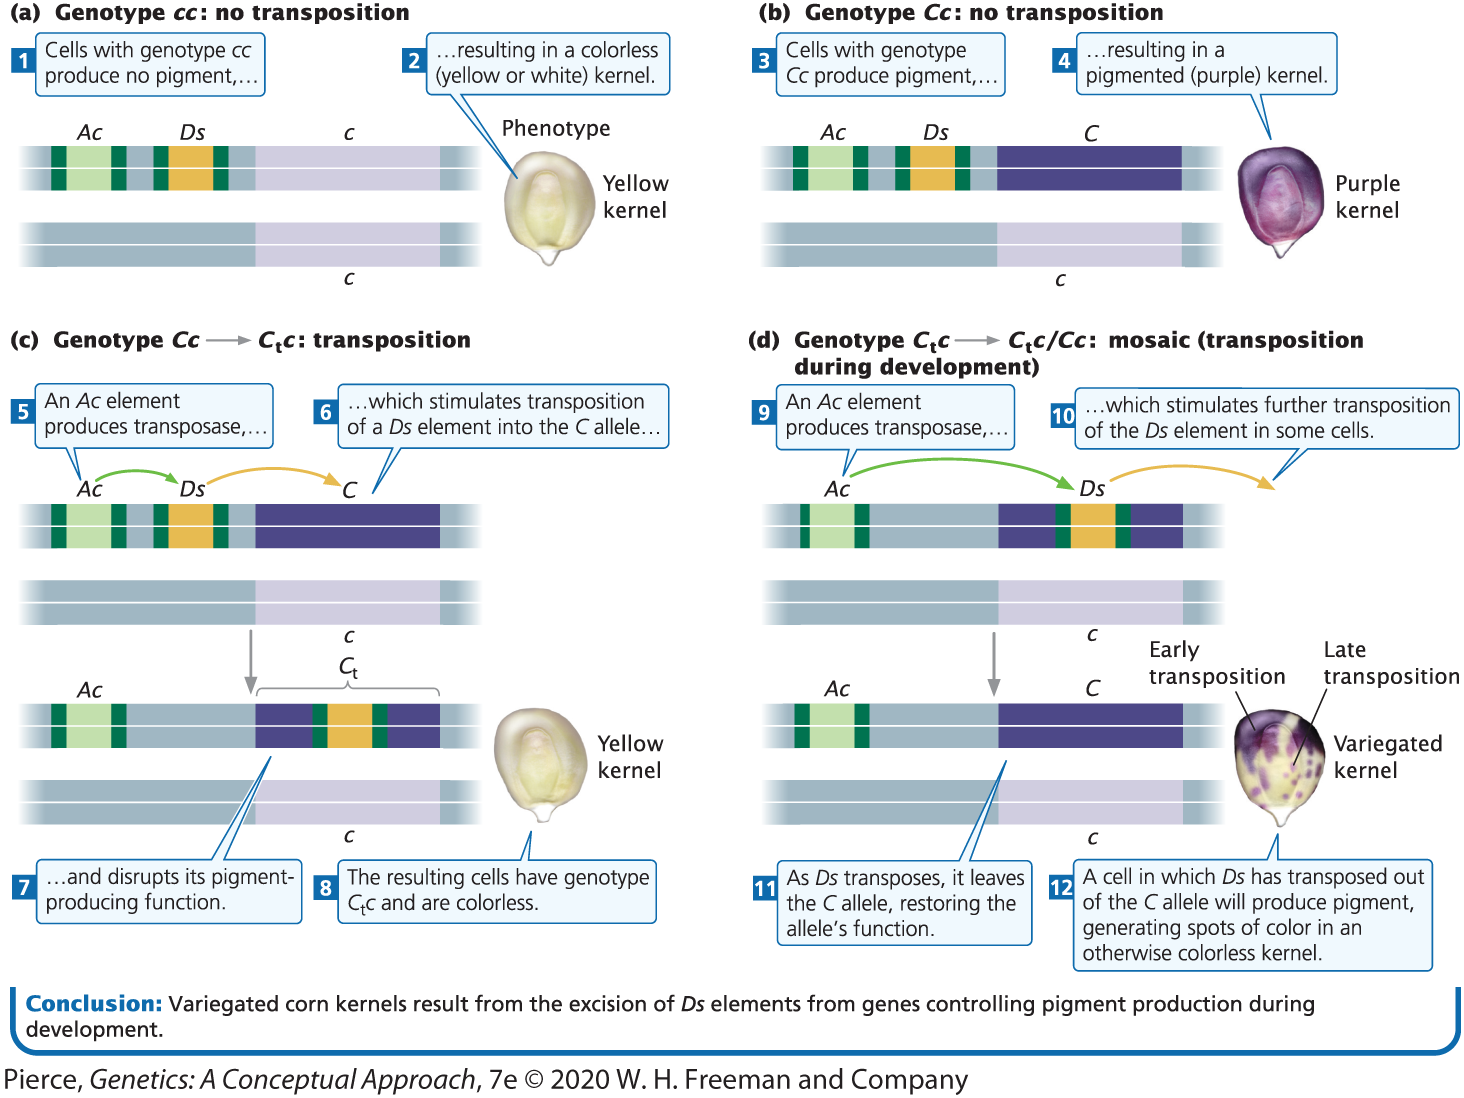 (a) Genotype cc: no transposition
1 Cells with genotype cc
produce no pigment,…
2 …resulting in a colorless
(yellow or white) kernel.
Phenotype
Ac Ds c
Yellow
kernel
c
(b) Genotype Cc: no transposition
3 Cells with genotype
Cc produce pigment,…
4 …resulting in a
pigmented (purple) kernel.
Ac Ds C
Purple
kernel
c
(c) Genotype Cc → Ctc: transposition
5 An Ac element
produces transposase,…
6 …which stimulates transposition
of a Ds element into the C allele…
Ac Ds C
c
Ct
Ac
Yellow
kernel
c
7 …and disrupts its pigment-
producing function.
8 The resulting cells have genotype
Ctc and are colorless.
(d) Genotype Ctc → Ctc/Cc: mosaic (transposition
during development)
9 An Ac element
produces transposase,…
10 …which stimulates further transposition
of the Ds element in some cells.
Ac Ds
c
Early
transposition
Late
transposition
Ac C
Variegated
kernel
c
11 As Ds transposes, it leaves
the C allele, restoring the
allele's function.
12 A cell in which Ds has transposed out
of the C allele will produce pigment,
generating spots of color in an
otherwise colorless kernel.
Conclusion: Variegated corn kernels result from the excision of Ds elements from genes controlling pigment production during
development.
Pierce, Genetics: A Conceptual Approach, 7e © 2020 W. H. Freeman and Company